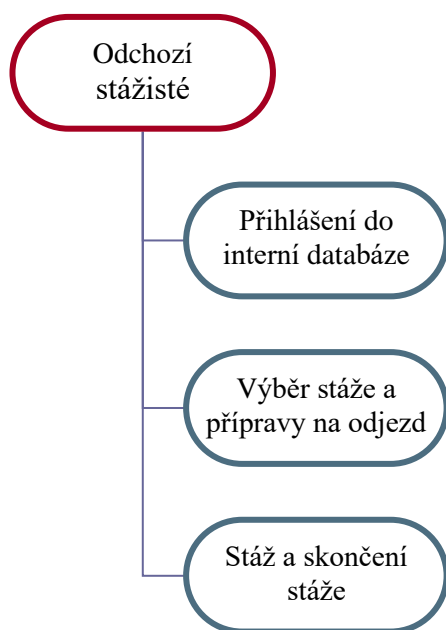 Odchozí
stážisté
Přihlášení do
interní databáze
Výběr stáže a
přípravy na odjezd
Stáž a skončení
stáže